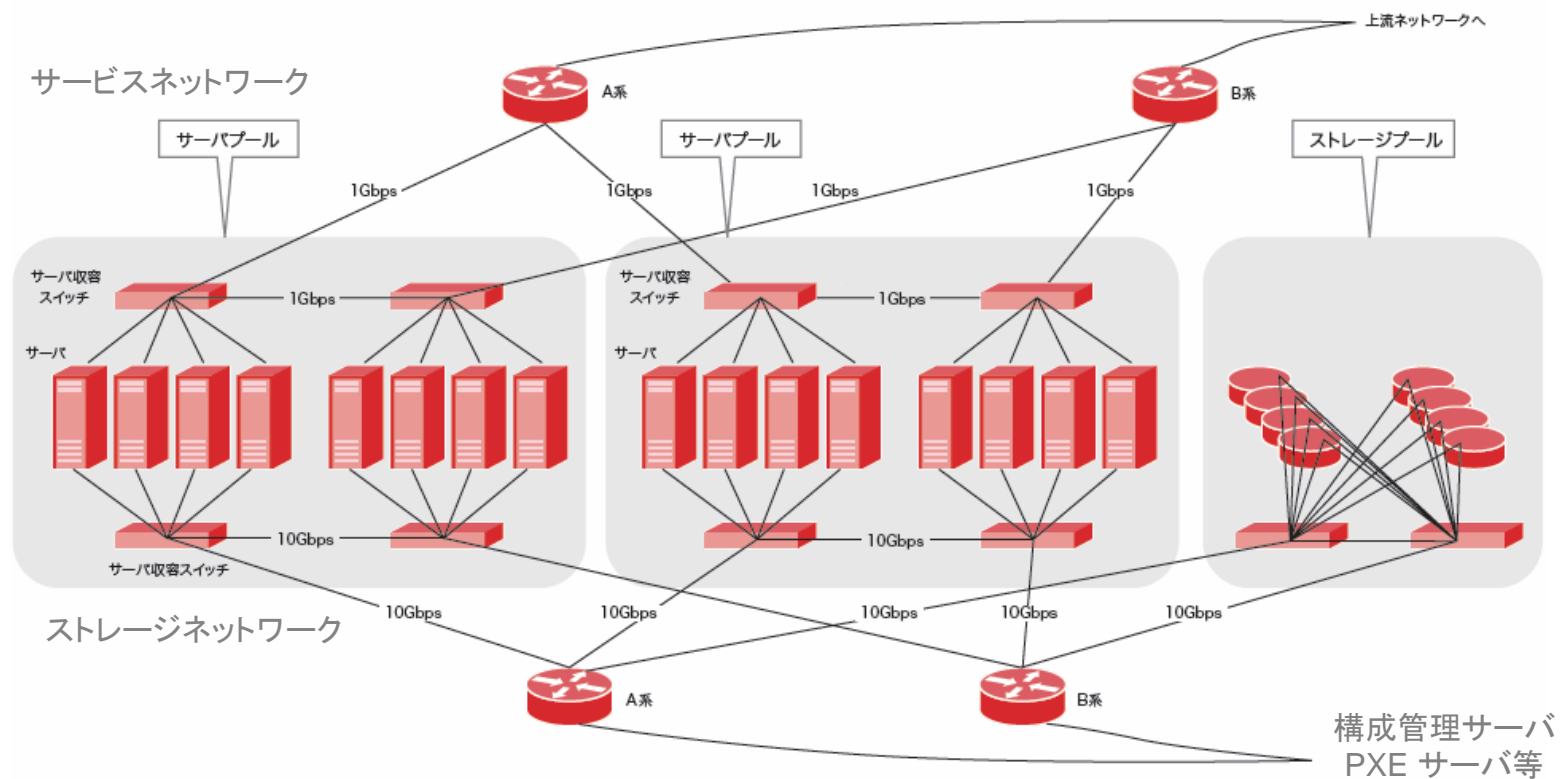 上流ネットワークへ
サービスネットワーク
A系
B系
サーバプール
サーバプール
ストレージプール
1Gbps
1Gbps
1Gbps
1Gbps
サーバ収容
スイッチ
1Gbps
サーバ収容
スイッチ
1Gbps
サーバ
サーバ
10Gbps
10Gbps
サーバ収容スイッチ
10Gbps
10Gbps
10Gbps
10Gbps
10Gbps
ストレージネットワーク
A系
B系
構成管理サーバ
PXE サーバ等